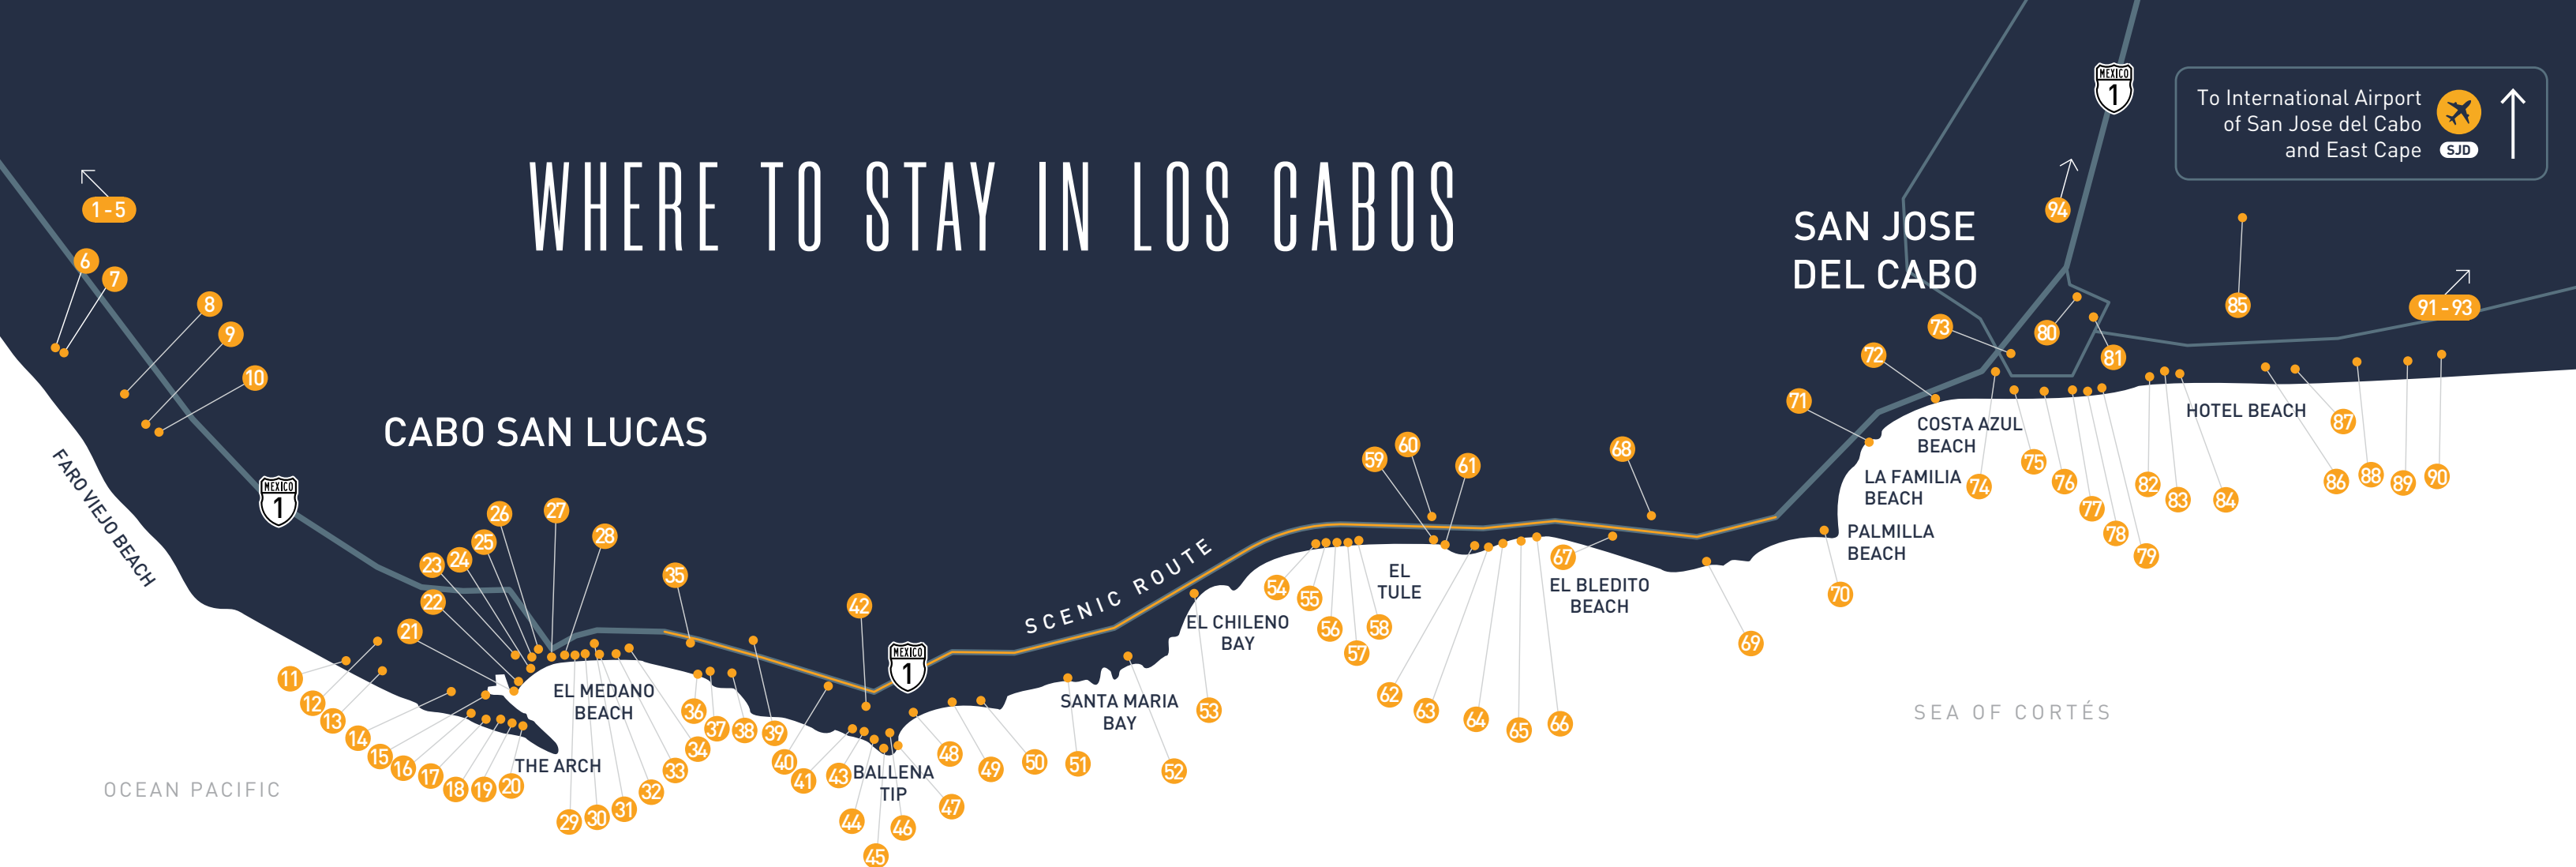 WHERE TO STAY IN LOS CABOS
To International Airport
of San Jose del Cabo
and East Cape
SJD
MEXICO
1
SAN JOSE
DEL CABO
94
85
91-93
73
80
81
72
71
1-5
6
7
8
9
10
FARO VIEJO BEACH
MEXICO
1
CABO SAN LUCAS
26
27
28
25
24
23
22
21
35
42
11
12
13
14
15
16
17
18
19
20
OCEAN PACIFIC
THE ARCH
EL MEDANO
BEACH
29
30
31
32
33
34
36
37
38
39
40
41
43
BALLENA
TIP
44
45
46
47
48
49
50
MEXICO
1
SCENIC ROUTE
SANTA MARIA
BAY
51
52
53
EL CHILENO
BAY
54
55
56
57
58
EL
TULE
59
60
61
62
63
64
65
66
67
68
EL BLEDITO
BEACH
69
70
PALMILLA
BEACH
LA FAMILIA
BEACH
COSTA AZUL
BEACH
74
75
76
77
78
79
82
83
84
HOTEL BEACH
87
86
88
89
90
SEA OF CORTÉS